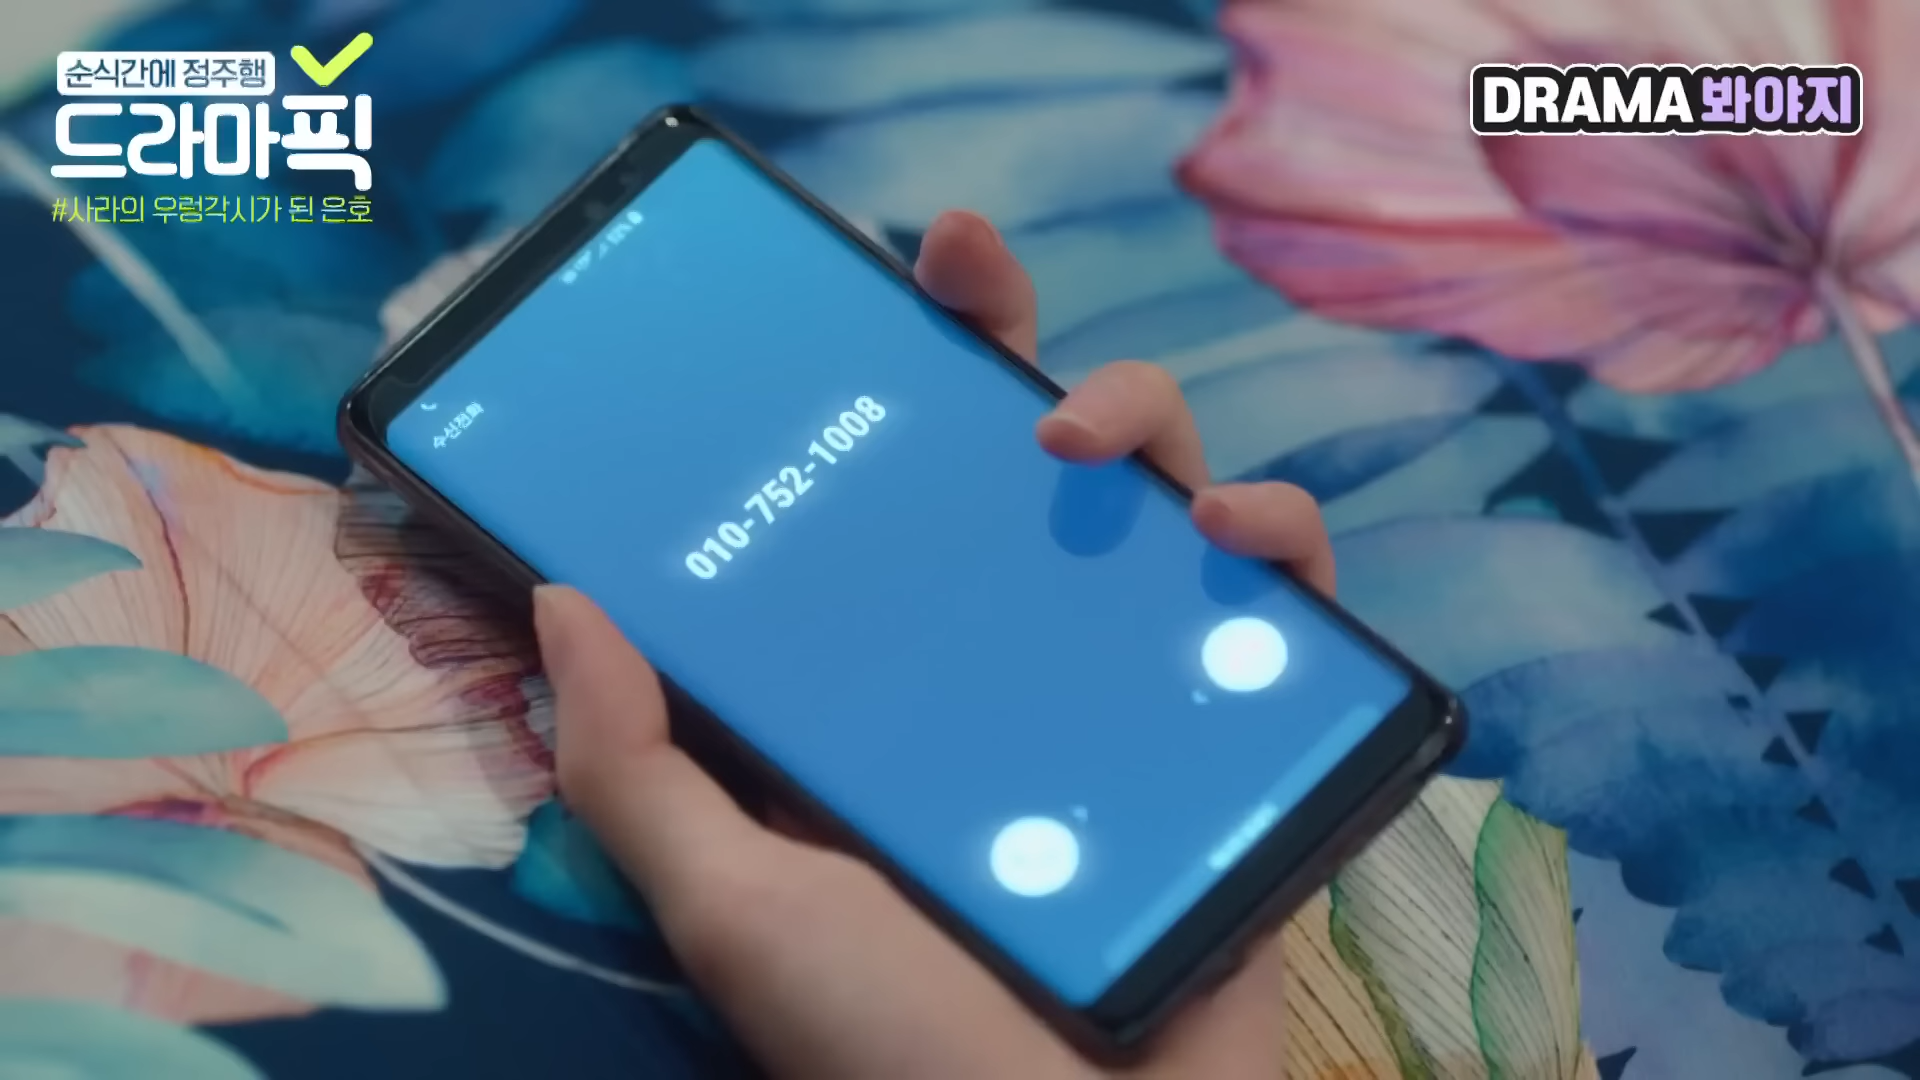 순식간에 정주행
드라마픽
#사라의 우렁각시가 된 은호
DRAMA 봐야지
수신전화
010-752-1008